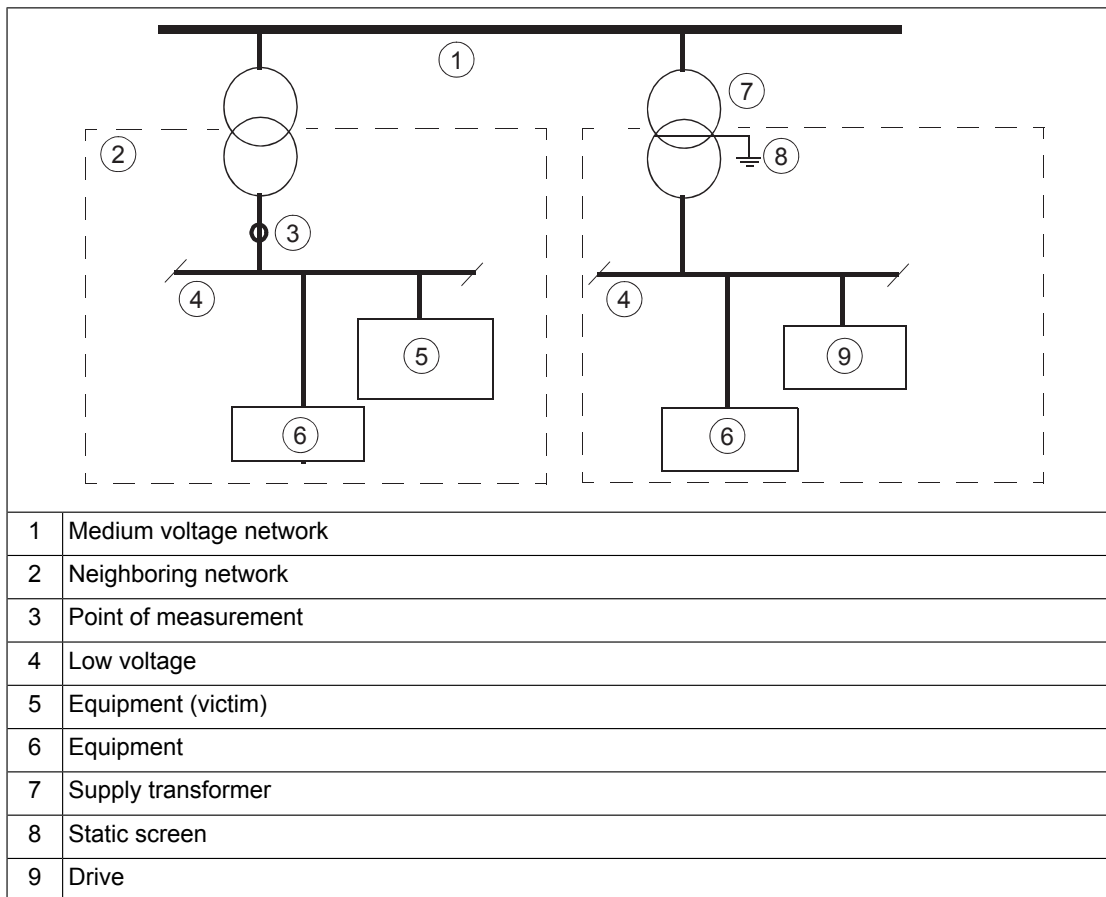 1
7
2
8
3
4
4
5
9
6
6
1 Medium voltage network
2 Neighboring network
3 Point of measurement
4 Low voltage
5 Equipment (victim)
6 Equipment
7 Supply transformer
8 Static screen
9 Drive